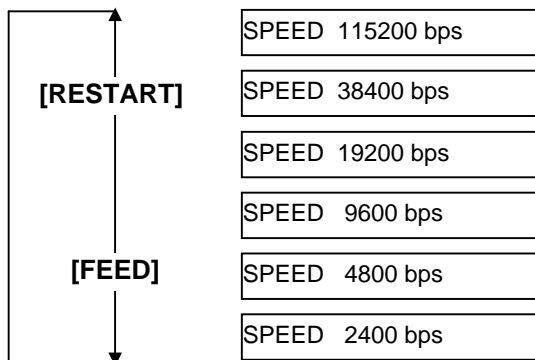 SPEED 115200 bps
[RESTART]
SPEED 38400 bps
SPEED 19200 bps
SPEED 9600 bps
[FEED]
SPEED 4800 bps
SPEED 2400 bps